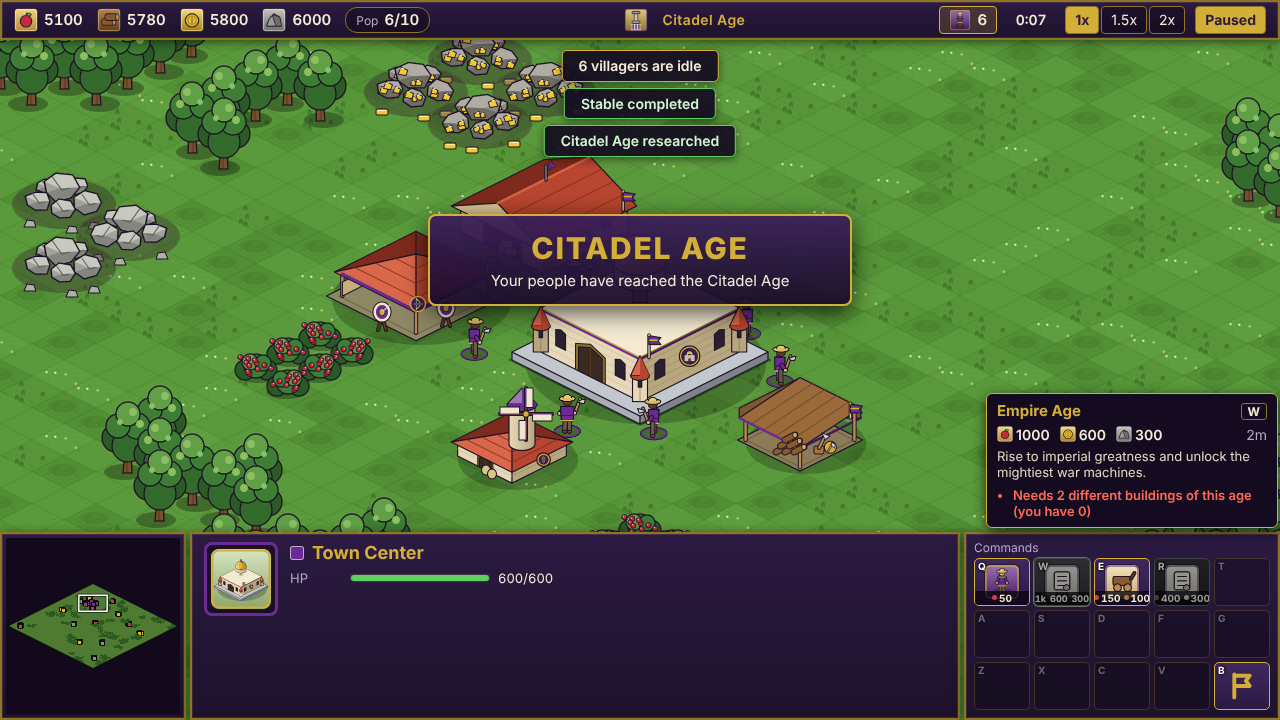 5100 5780 5800 6000 Pop 6/10 Citadel Age 6 0:07 1x 1.5x 2x Paused
6 villagers are idle
Stable completed
Citadel Age researched
CITADEL AGE
Your people have reached the Citadel Age
Empire Age W
1000 600 300 2m
Rise to imperial greatness and unlock the
mightiest war machines.
• Needs 2 different buildings of this age
(you have 0)
Town Center
HP 600/600
Commands
Q W E R T
50 1k 600 300 150 100 400 300
A S D F G
Z X C V B